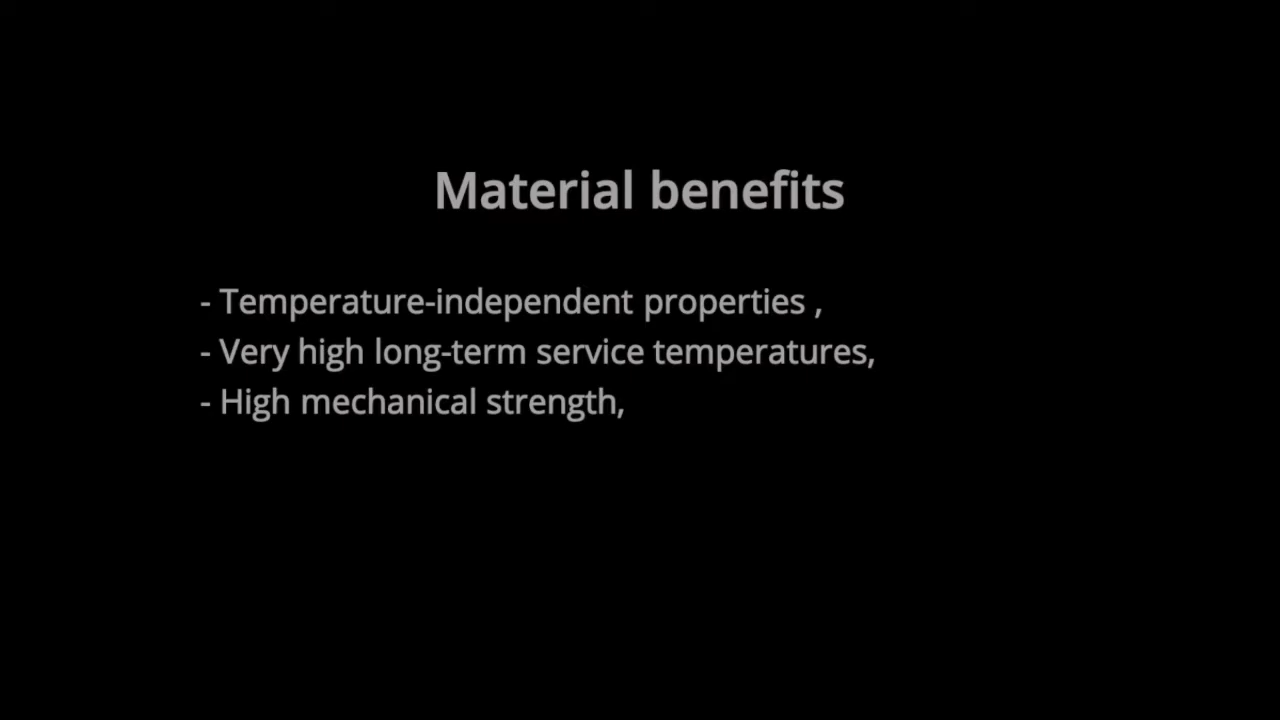 Material benefits
- Temperature-independent properties ,
- Very high long-term service temperatures,
- High mechanical strength,